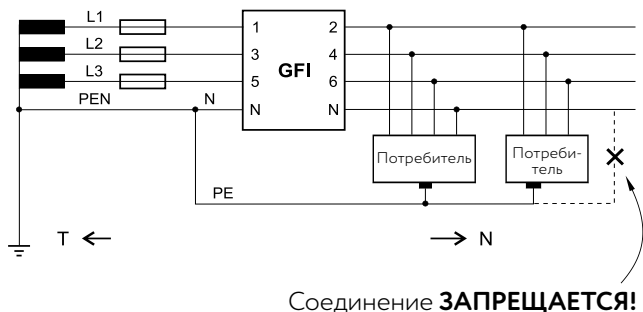 L1
1
2
L2
3
GFI
4
L3
5
6
PEN
N
N
N
Потребитель
Потреби-
тель
PE
T
N
Соединение ЗАПРЕЩАЕТСЯ!